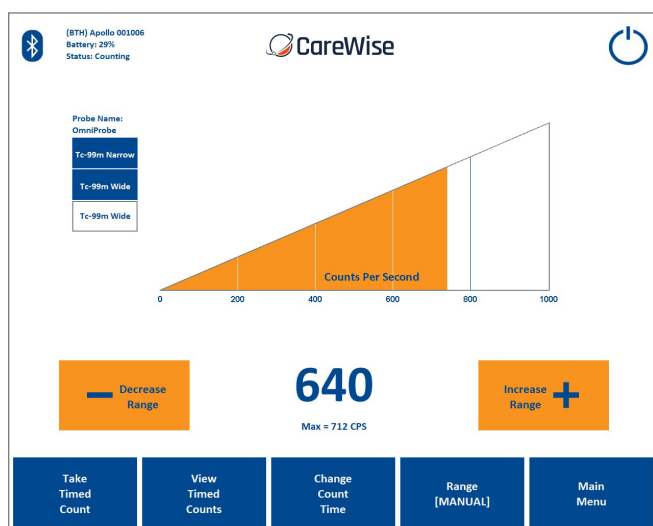 (BTH) Apollo 001006
Battery: 29%
Status: Counting
CareWise
Probe Name:
OmniProbe
Tc-99m Narrow
Tc-99m Wide
Tc-99m Wide
Counts Per Second
0 200 400 600 800 1000
Decrease
Range
640
Max = 712 CPS
Increase
Range
Take
Timed
Count
View
Timed
Counts
Change
Count
Time
Range
[MANUAL]
Main
Menu